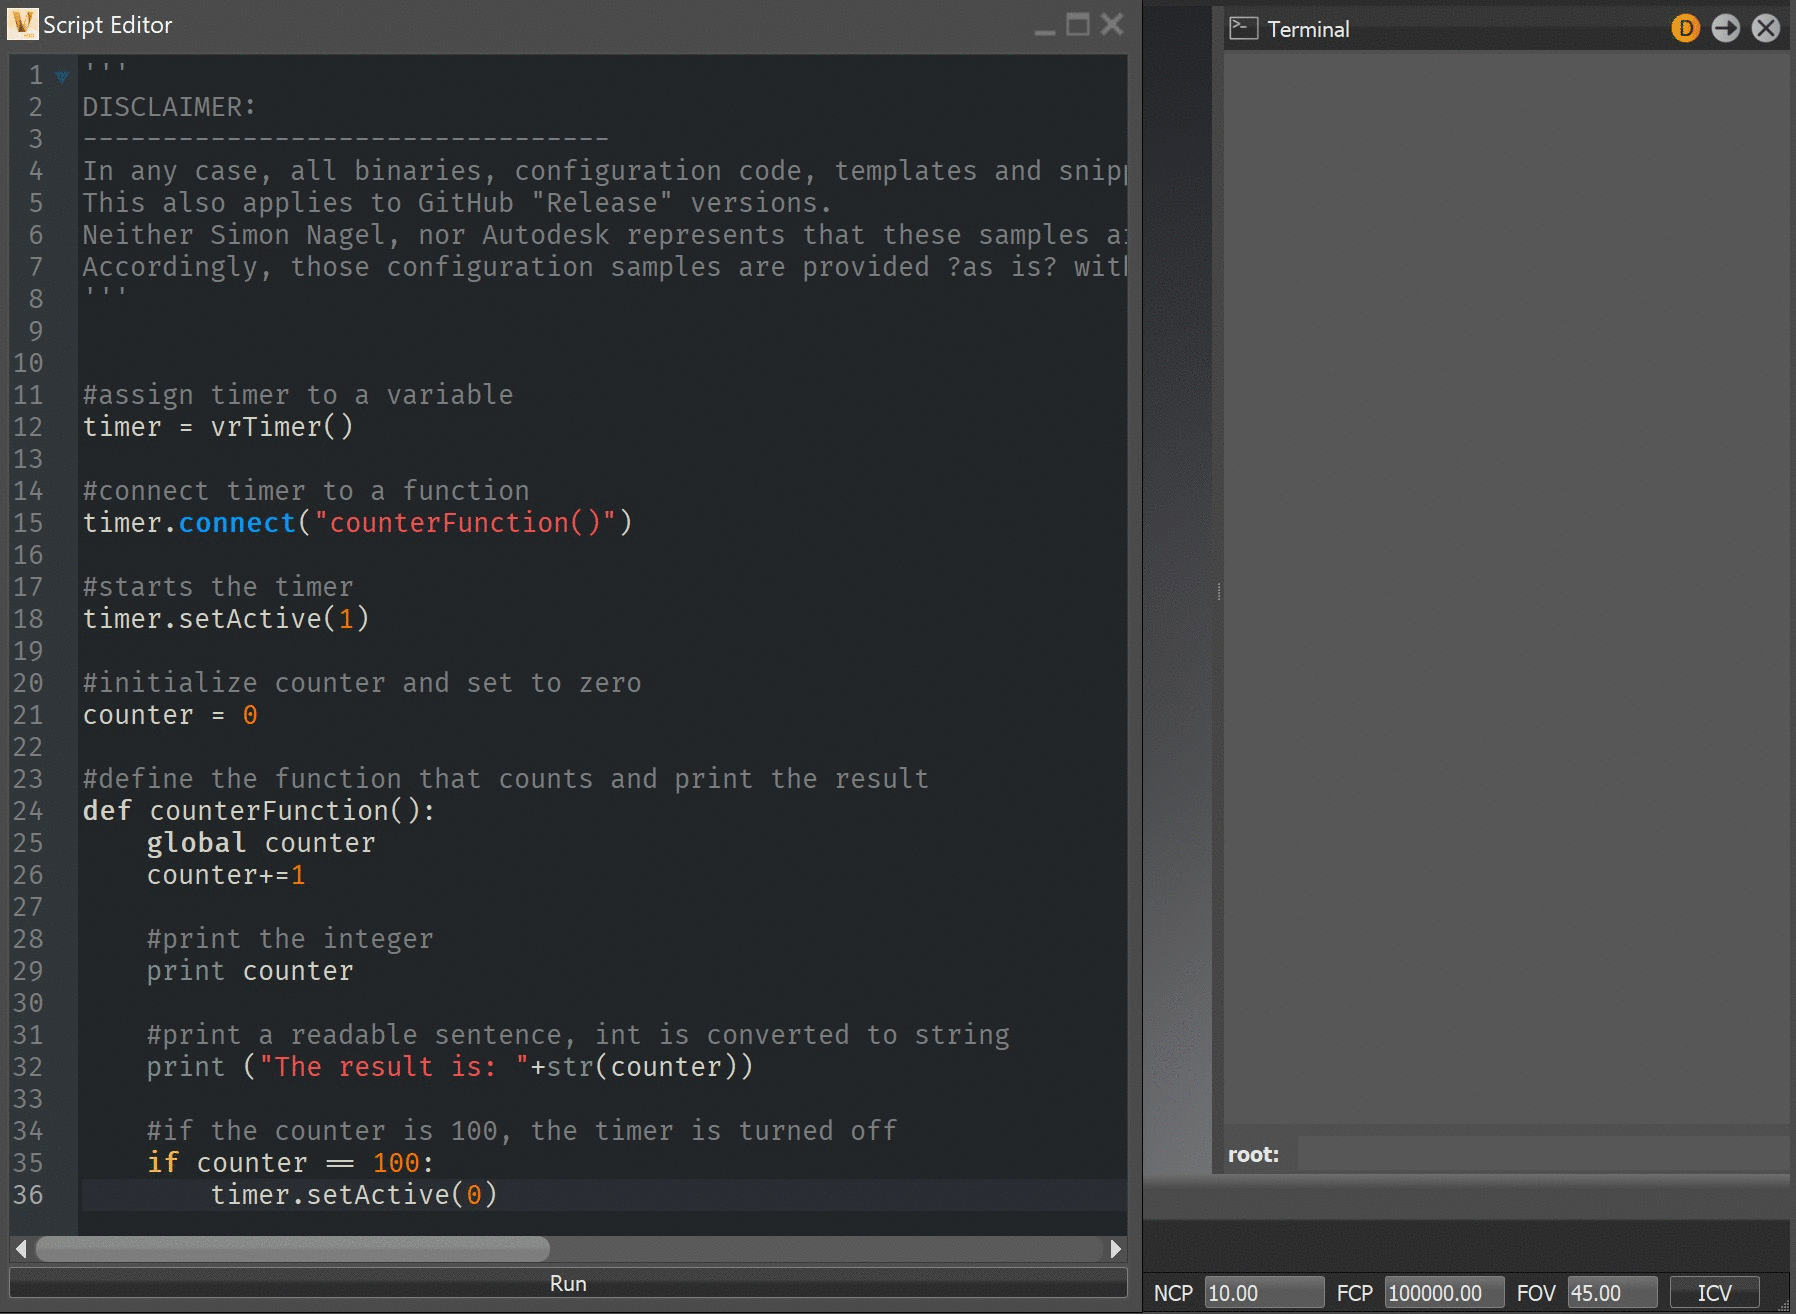 Script Editor
1 '''
2 DISCLAIMER:
3 ---------------------------------
4 In any case, all binaries, configuration code, templates and
5 This also applies to GitHub "Release" versions.
6 Neither Simon Nagel, nor Autodesk represents that these samples
7 Accordingly, those configuration samples are provided ?as is?
8 '''
9
10
11 #assign timer to a variable
12 timer = vrTimer()
13
14 #connect timer to a function
15 timer.connect("counterFunction()")
16
17 #starts the timer
18 timer.setActive(1)
19
20 #initialize counter and set to zero
21 counter = 0
22
23 #define the function that counts and print the result
24 def counterFunction():
25     global counter
26     counter+=1
27
28     #print the integer
29     print counter
30
31     #print a readable sentence, int is converted to string
32     print ("The result is: "+str(counter))
33
34     #if the counter is 100, the timer is turned off
35     if counter == 100:
36         timer.setActive(0)
Run
Terminal
D
root:
NCP 10.00 FCP 100000.00 FOV 45.00 ICV